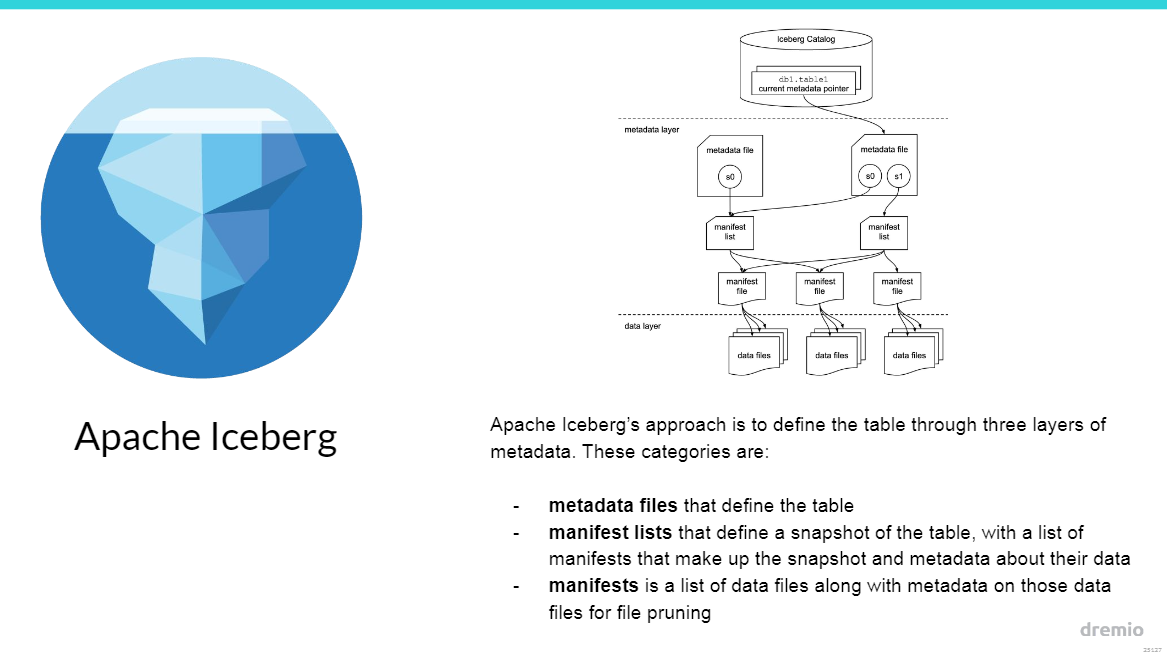 Iceberg Catalog
db1.table1
current metadata pointer
metadata layer
metadata file
s0
metadata file
s0 s1
manifest
list
manifest
list
manifest
file
manifest
file
manifest
file
data layer
data files
data files
data files
Apache Iceberg
Apache Iceberg’s approach is to define the table through three layers of
metadata. These categories are:
- metadata files that define the table
- manifest lists that define a snapshot of the table, with a list of
manifests that make up the snapshot and metadata about their data
- manifests is a list of data files along with metadata on those data
files for file pruning
dremio